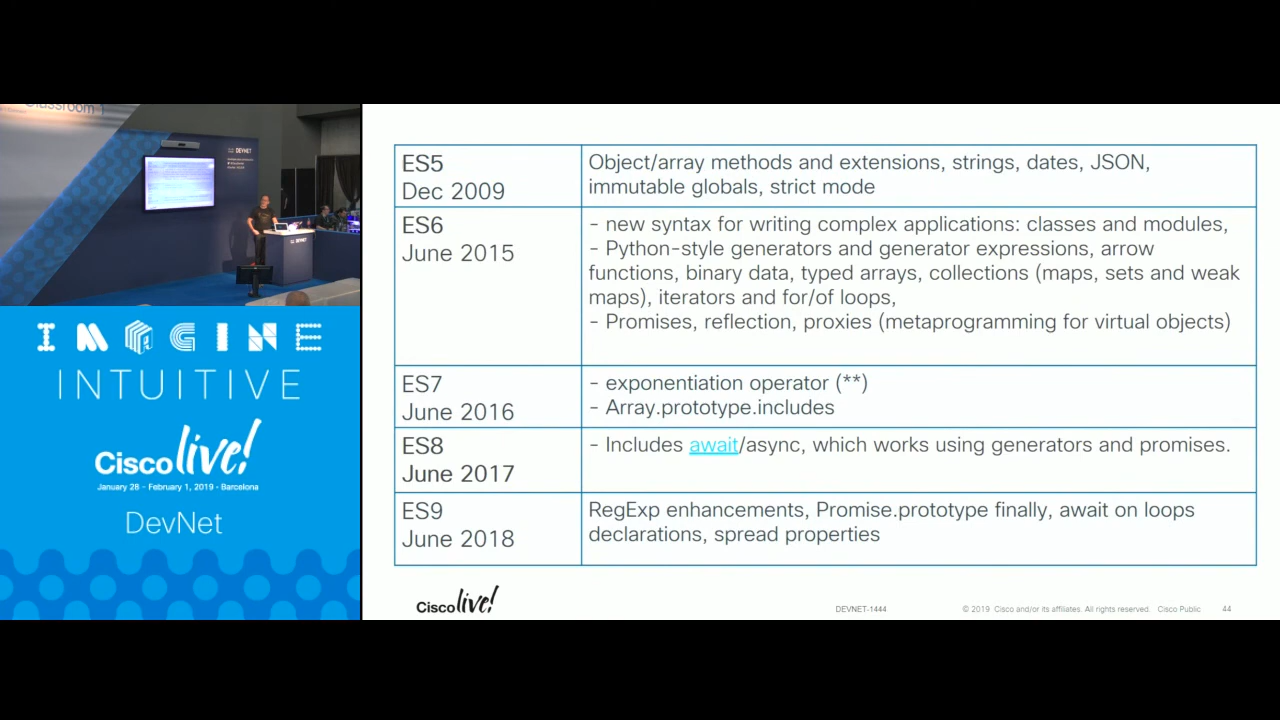 Classroom 1
DEVNET
DEVNET
IMAGINE
INTUITIVE
Cisco live!
January 28 - February 1, 2019 · Barcelona
DevNet
ES5
Dec 2009
Object/array methods and extensions, strings, dates, JSON,
immutable globals, strict mode
ES6
June 2015
- new syntax for writing complex applications: classes and modules,
- Python-style generators and generator expressions, arrow
functions, binary data, typed arrays, collections (maps, sets and weak
maps), iterators and for/of loops,
- Promises, reflection, proxies (metaprogramming for virtual objects)
ES7
June 2016
- exponentiation operator (**)
- Array.prototype.includes
ES8
June 2017
- Includes await/async, which works using generators and promises.
ES9
June 2018
RegExp enhancements, Promise.prototype finally, await on loops
declarations, spread properties
Cisco live!
DEVNET-1444
© 2019 Cisco and/or its affiliates. All rights reserved. Cisco Public
44